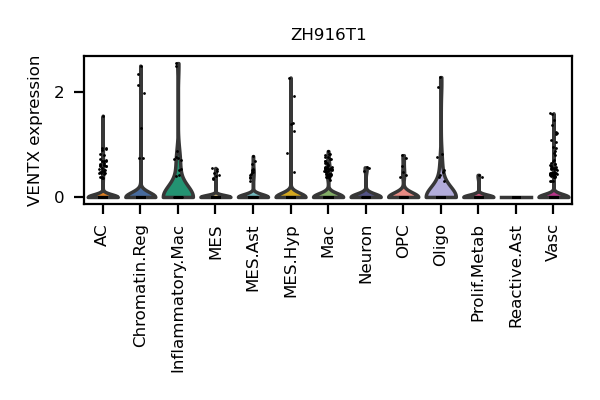 ZH916T1
VENTX expression
2
0
AC
Chromatin.Reg
Inflammatory.Mac
MES
MES.Ast
MES.Hyp
Mac
Neuron
OPC
Oligo
Prolif.Metab
Reactive.Ast
Vasc